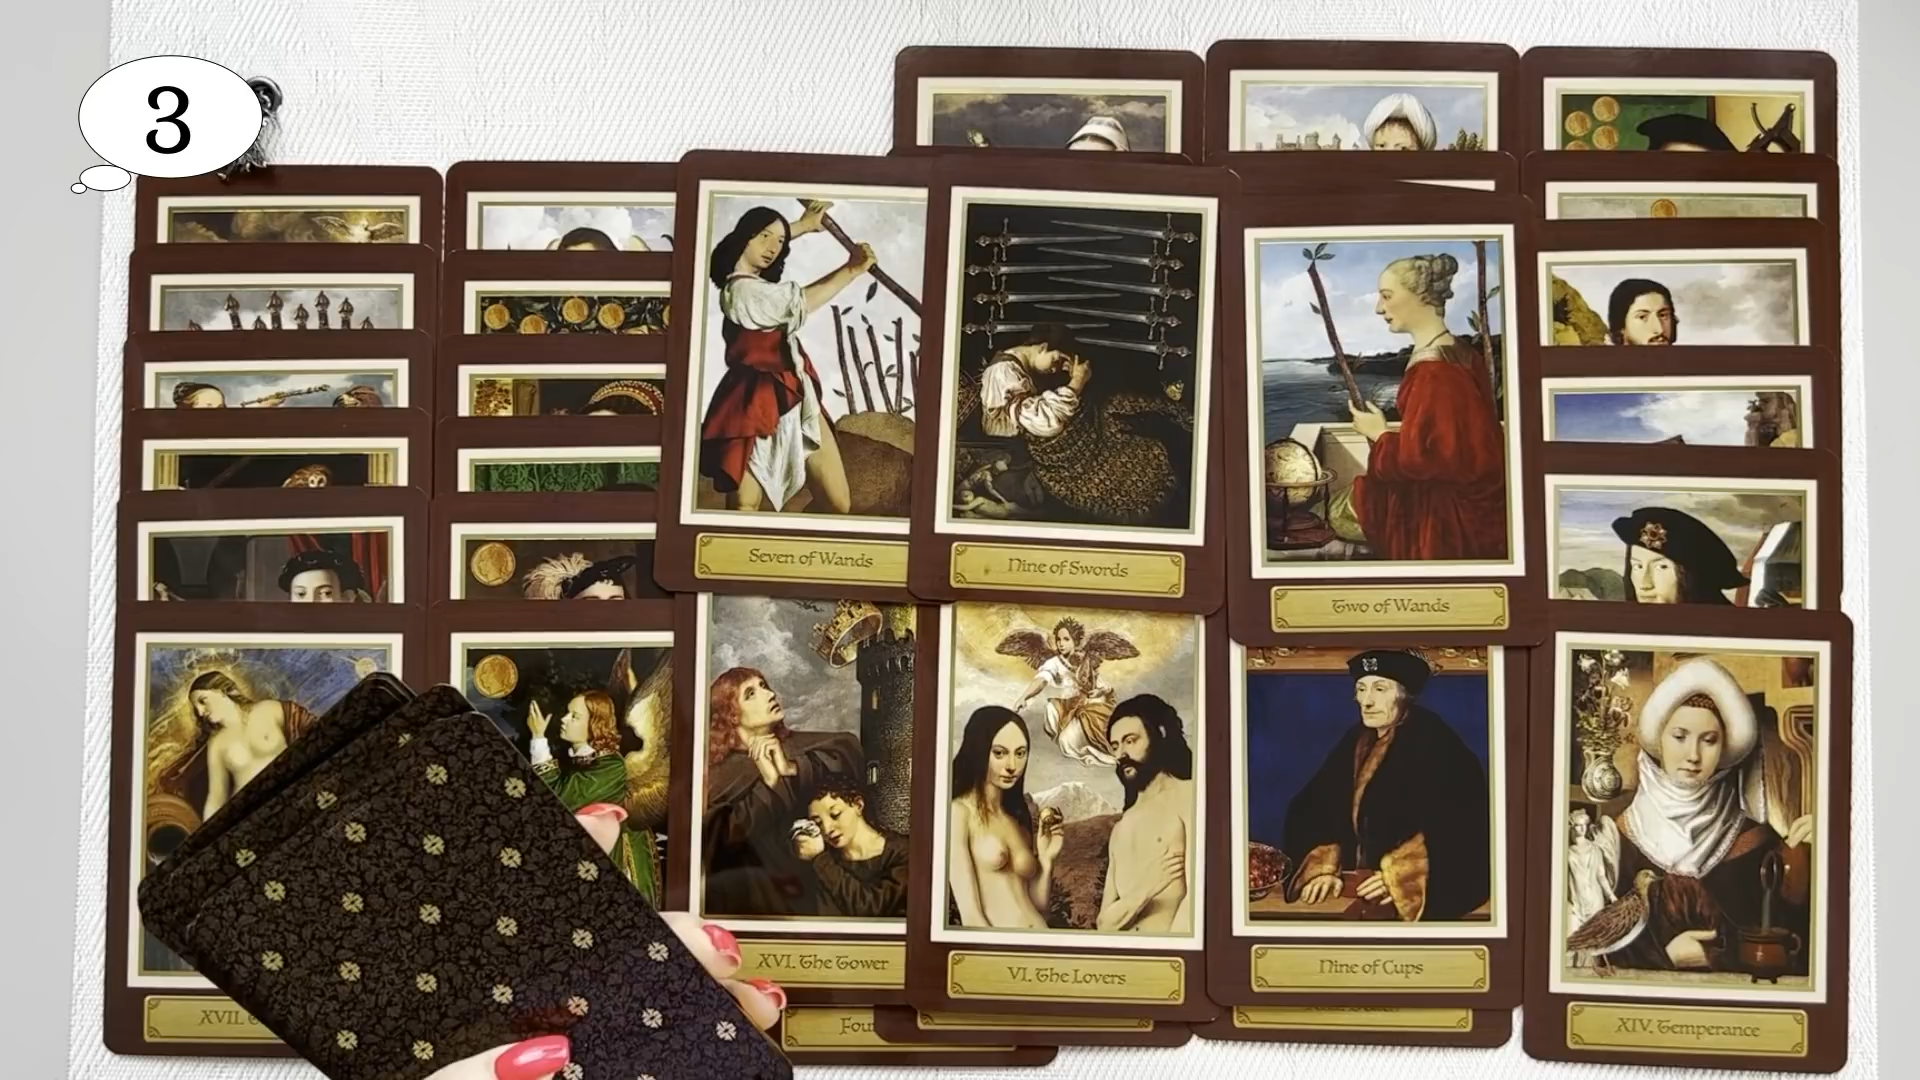 3
Seven of Wands
Nine of Swords
Two of Wands
XVI. The Tower
VI. The Lovers
Nine of Cups
XIV. Temperance
XVII.